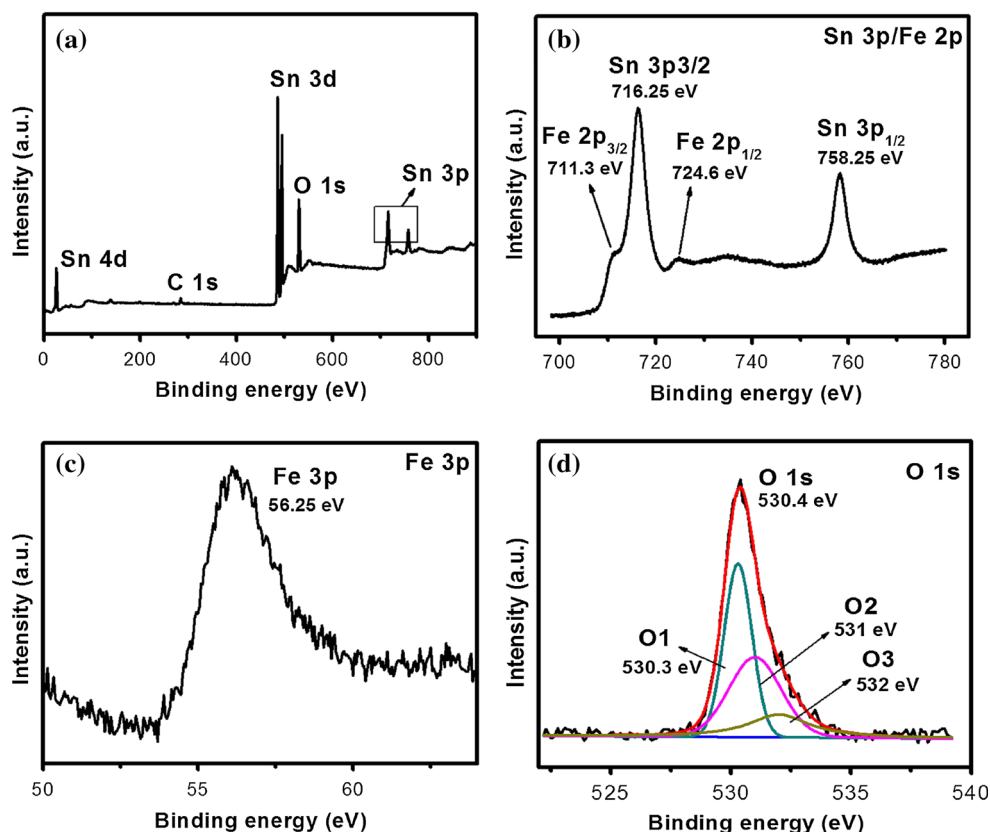 (a)
Sn 3d
O 1s
Sn 3p
Sn 4d
C 1s
Intensity (a.u.)
0 200 400 600 800
Binding energy (eV)
(b)
Sn 3p/Fe 2p
Sn 3p3/2
716.25 eV
Fe 2p3/2
711.3 eV
Fe 2p1/2
724.6 eV
Sn 3p1/2
758.25 eV
Intensity (a.u.)
700 720 740 760 780
Binding energy (eV)
(c)
Fe 3p
Fe 3p
56.25 eV
Intensity (a.u.)
50 55 60
Binding energy (eV)
(d)
O 1s
O 1s
530.4 eV
O2
531 eV
O1
530.3 eV
O3
532 eV
Intensity (a.u.)
525 530 535 540
Binding energy (eV)